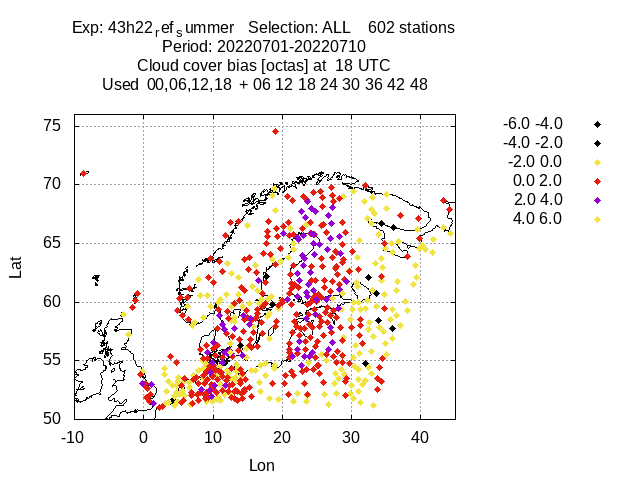 Exp: 43h22ref summer   Selection: ALL    602 stations
Period: 20220701-20220710
Cloud cover bias [octas] at  18 UTC
Used  00,06,12,18  + 06 12 18 24 30 36 42 48
-6.0 -4.0
-4.0 -2.0
-2.0 0.0
0.0 2.0
2.0 4.0
4.0 6.0
75
70
65
60
55
50
Lat
-10 0 10 20 30 40
Lon